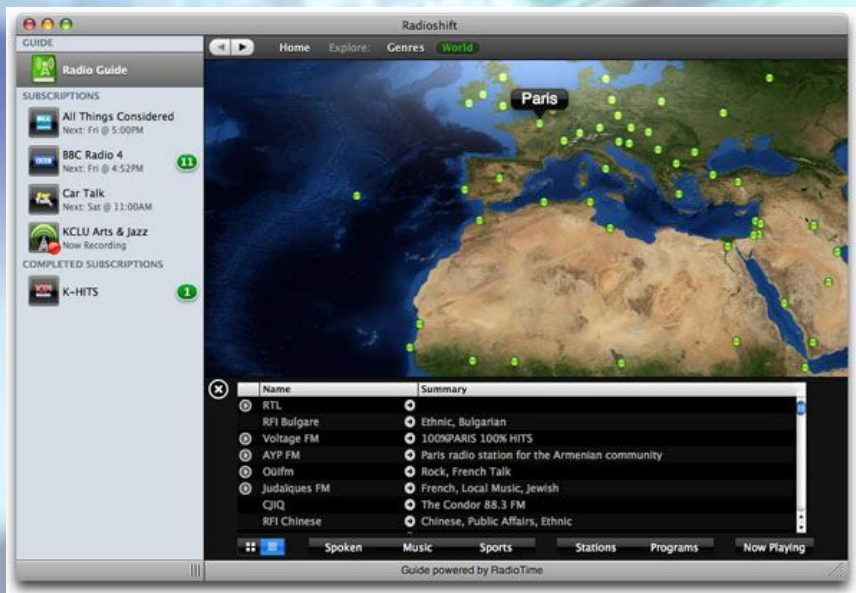 Radioshift
GUIDE
Radio Guide
SUBSCRIPTIONS
All Things Considered
Next: Fri @ 5:00PM
BBC Radio 4
Next: Fri @ 4:52PM
11
Car Talk
Next: Sat @ 11:00AM
KCLU Arts & Jazz
Now Recording
COMPLETED SUBSCRIPTIONS
K-HITS
1
Home Explore: Genres World
Paris
Name Summary
RTL
RFI Bulgare Ethnic, Bulgarian
Voltage FM 100%PARIS 100% HITS
AYP FM Paris radio station for the Armenian community
Oüifm Rock, French Talk
Judaïques FM French, Local Music, Jewish
CJIQ The Condor 88.3 FM
RFI Chinese Chinese, Public Affairs, Ethnic
Spoken Music Sports Stations Programs Now Playing
Guide powered by RadioTime